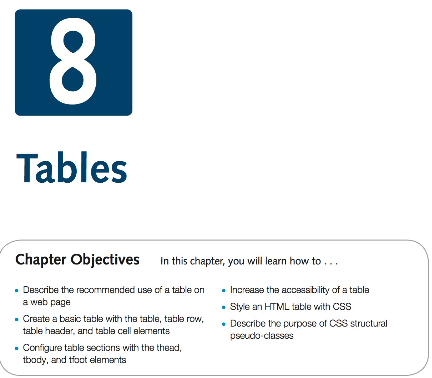 8
Tables
Chapter Objectives In this chapter, you will learn how to . . .
• Describe the recommended use of a table on
a web page
• Create a basic table with the table, table row,
table header, and table cell elements
• Configure table sections with the thead,
tbody, and tfoot elements
• Increase the accessibility of a table
• Style an HTML table with CSS
• Describe the purpose of CSS structural
pseudo-classes